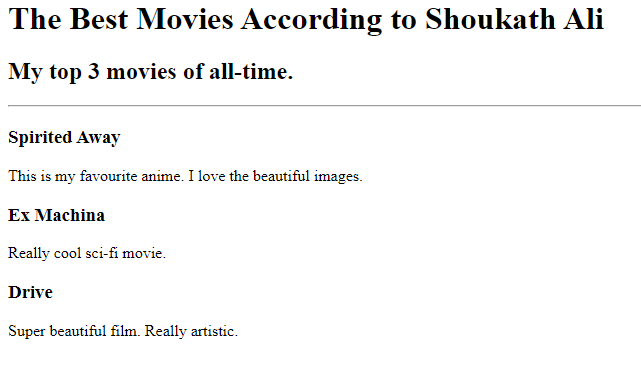 The Best Movies According to Shoukath Ali
My top 3 movies of all-time.
Spirited Away
This is my favourite anime. I love the beautiful images.
Ex Machina
Really cool sci-fi movie.
Drive
Super beautiful film. Really artistic.